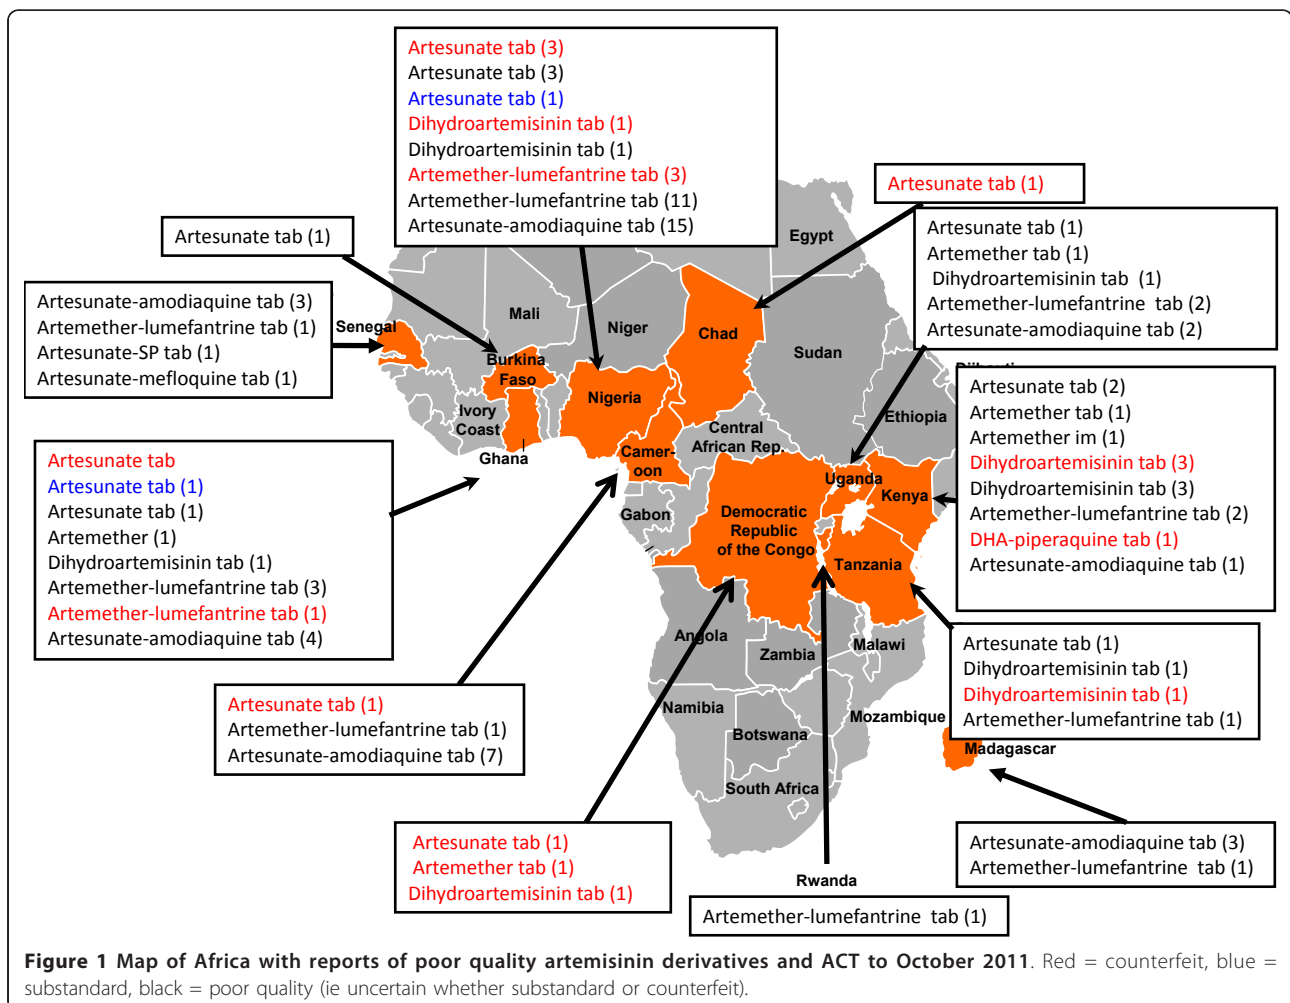 Artesunate tab (3)
Artesunate tab (3)
Artesunate tab (1)
Dihydroartemisinin tab (1)
Dihydroartemisinin tab (1)
Artemether-lumefantrine tab (3)
Artemether-lumefantrine tab (11)
Artesunate-amodiaquine tab (15)
Artesunate tab (1)
Artesunate tab (1)
Artesunate tab (1)
Artemether tab (1)
Dihydroartemisinin tab (1)
Artemether-lumefantrine tab (2)
Artesunate-amodiaquine tab (2)
Artesunate-amodiaquine tab (3)
Artemether-lumefantrine tab (1)
Artesunate-SP tab (1)
Artesunate-mefloquine tab (1)
Artesunate tab (2)
Artemether tab (1)
Artemether im (1)
Dihydroartemisinin tab (3)
Dihydroartemisinin tab (3)
Artemether-lumefantrine tab (2)
DHA-piperaquine tab (1)
Artesunate-amodiaquine tab (1)
Artesunate tab
Artesunate tab (1)
Artesunate tab (1)
Artemether (1)
Dihydroartemisinin tab (1)
Artemether-lumefantrine tab (3)
Artemether-lumefantrine tab (1)
Artesunate-amodiaquine tab (4)
Artesunate tab (1)
Dihydroartemisinin tab (1)
Dihydroartemisinin tab (1)
Artemether-lumefantrine tab (1)
Artesunate tab (1)
Artemether-lumefantrine tab (1)
Artesunate-amodiaquine tab (7)
Artesunate tab (1)
Artemether tab (1)
Dihydroartemisinin tab (1)
Artesunate-amodiaquine tab (3)
Artemether-lumefantrine tab (1)
Artemether-lumefantrine tab (1)
Egypt
Mali
Niger
Chad
Sudan
Senegal
Burkina
Faso
Nigeria
Ethiopia
Ivory
Coast
Ghana
Central
African Rep.
Camer-
oon
Uganda
Kenya
Gabon
Democratic
Republic
of the Congo
Tanzania
Angola
Zambia
Malawi
Namibia
Mozambique
Botswana
Madagascar
South Africa
Rwanda
Figure 1 Map of Africa with reports of poor quality artemisinin derivatives and ACT to October 2011. Red = counterfeit, blue =
substandard, black = poor quality (ie uncertain whether substandard or counterfeit).